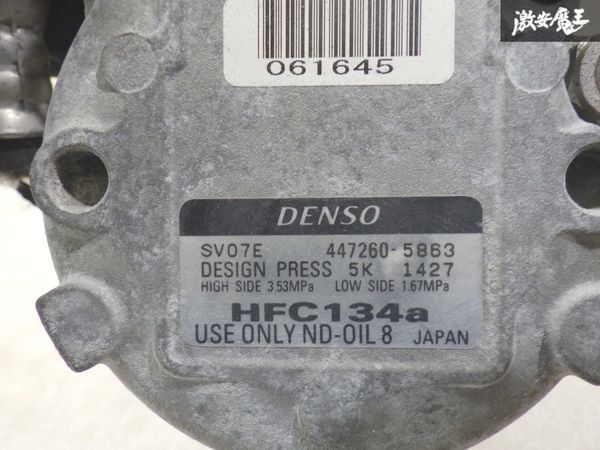 激安魔王
061645
DENSO
SV07E 447260-5863
DESIGN PRESS 5K 1427
HIGH SIDE 3.53MPa LOW SIDE 1.67MPa
HFC134a
USE ONLY ND-OIL 8 JAPAN